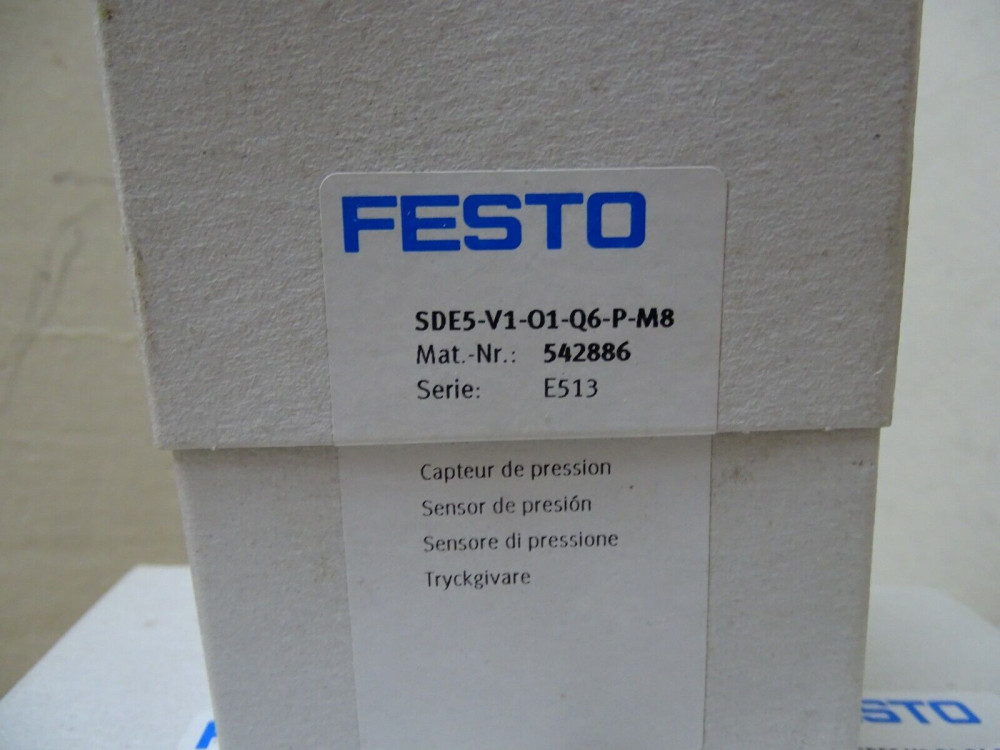 FESTO
SDE5-V1-O1-Q6-P-M8
Mat.-Nr.: 542886
Serie: E513
Capteur de pression
Sensor de presión
Sensore di pressione
Tryckgivare
STO